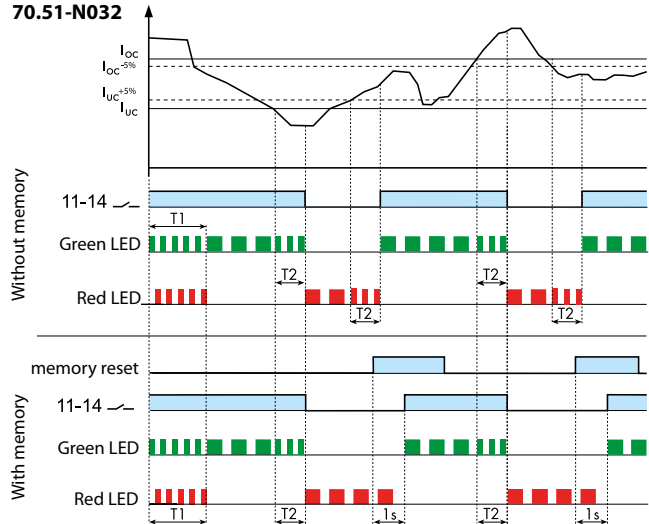 70.51-N032
I_OC
I_OC-5%
I_UC+5%
I_UC
Without memory
11-14
T1
Green LED
T2
T2
Red LED
T2
T2
memory reset
With memory
11-14
Green LED
Red LED
T1
T2
1s
T2
1s